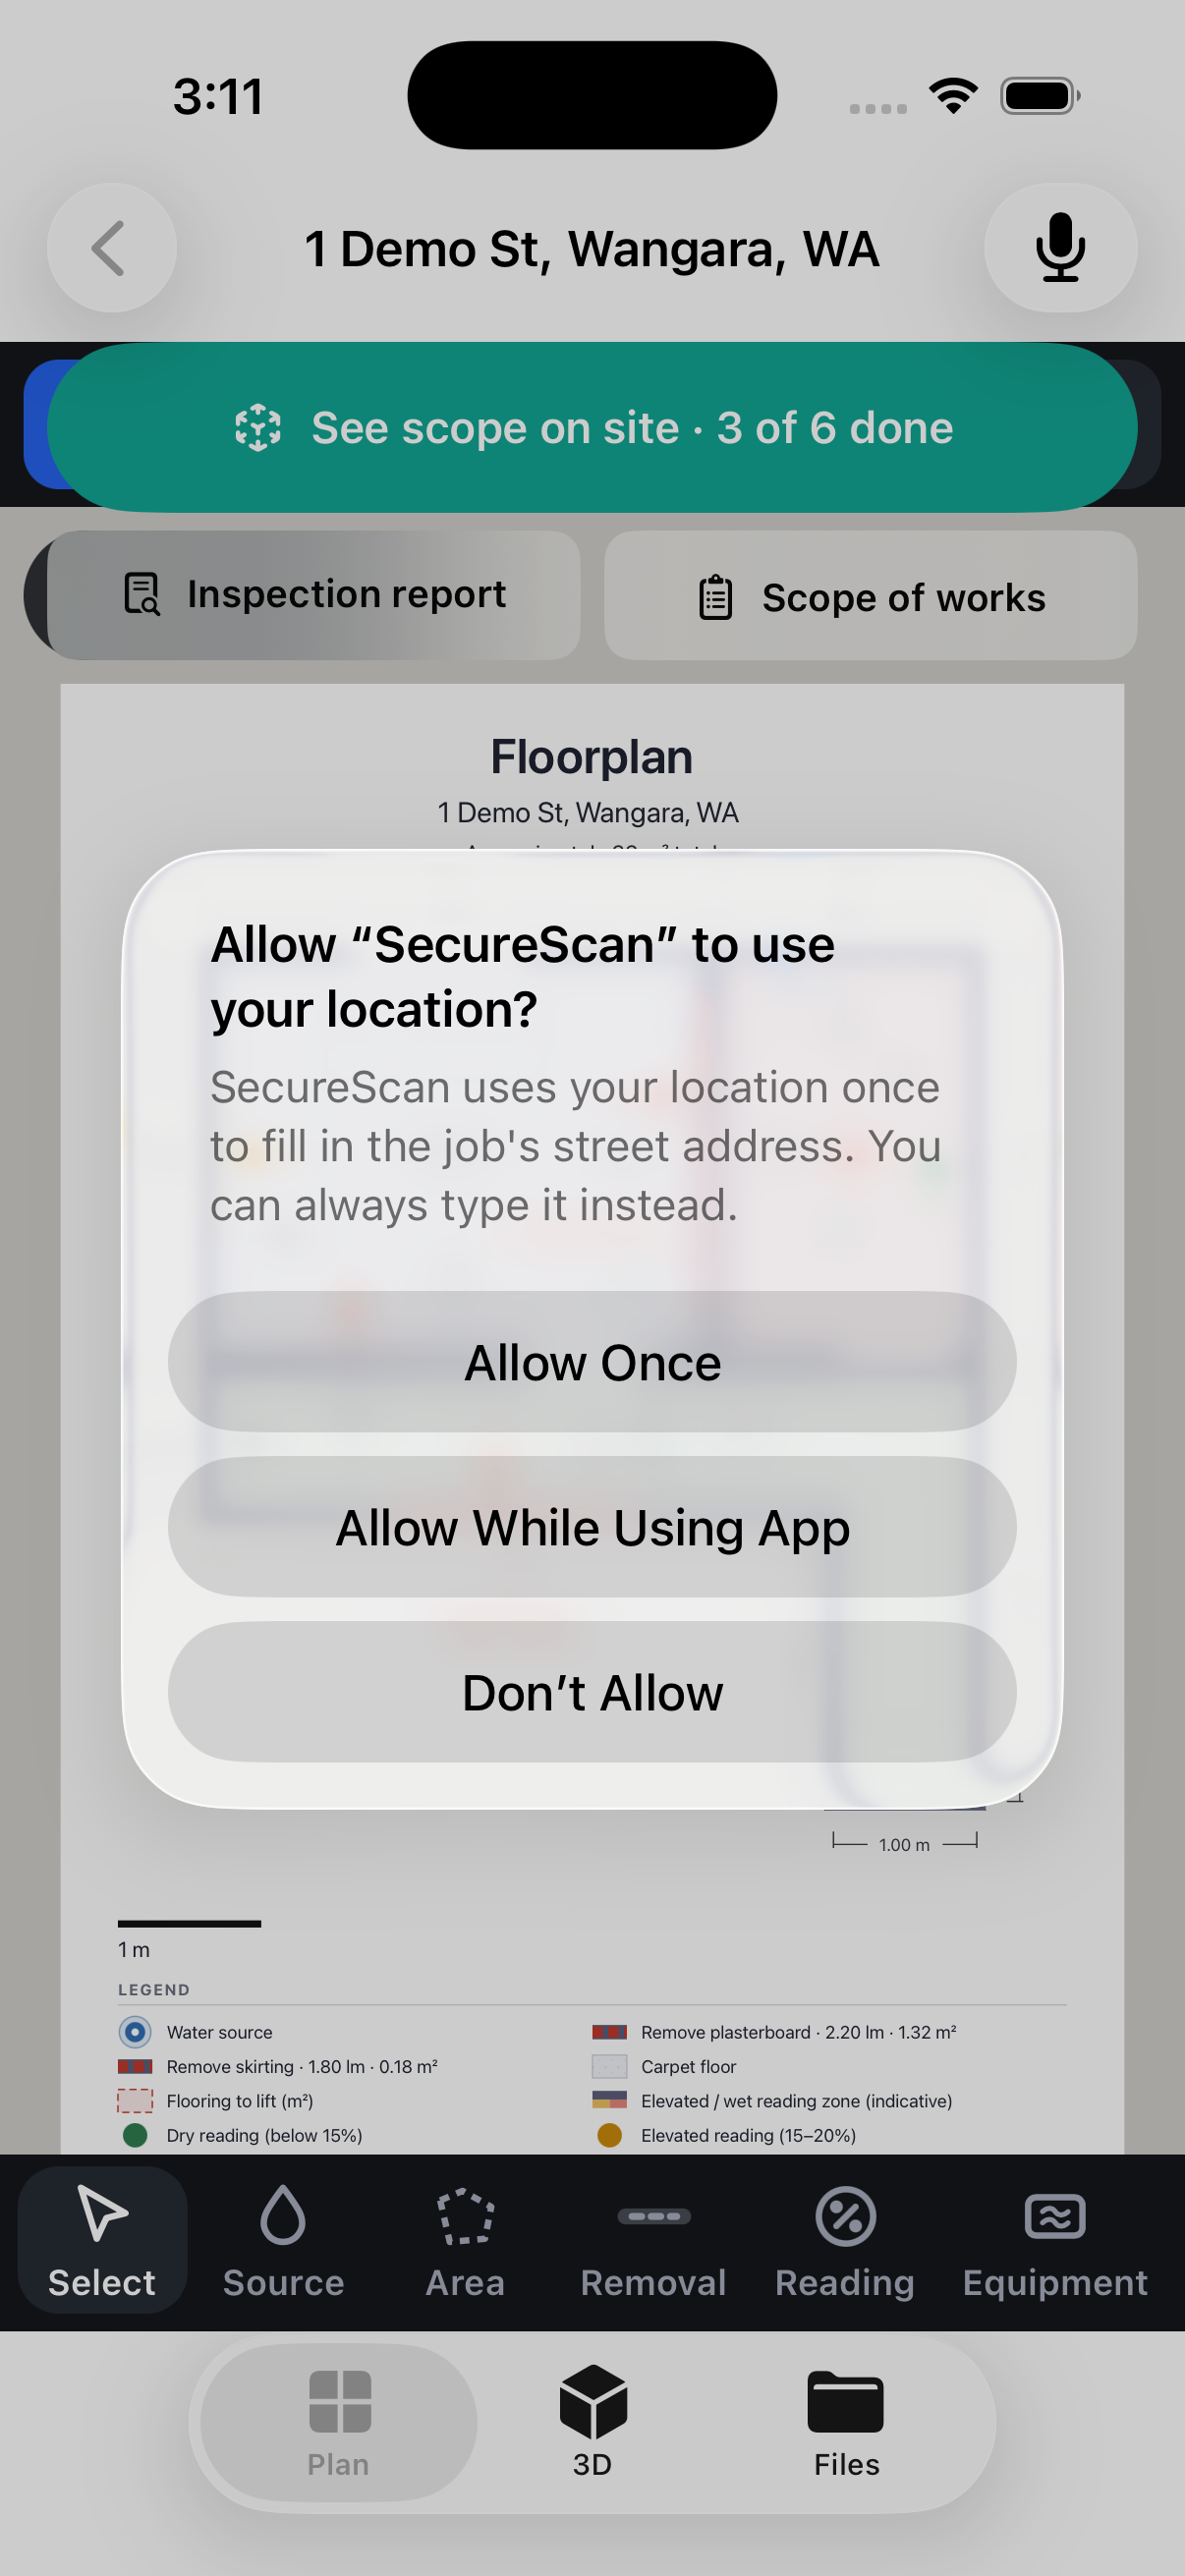 3:11
1 Demo St, Wangara, WA
See scope on site · 3 of 6 done
Inspection report
Scope of works
Floorplan
1 Demo St, Wangara, WA
Allow “SecureScan” to use
your location?
SecureScan uses your location once
to fill in the job's street address. You
can always type it instead.
Allow Once
Allow While Using App
Don’t Allow
1.00 m
1 m
LEGEND
Water source
Remove plasterboard · 2.20 lm · 1.32 m²
Remove skirting · 1.80 lm · 0.18 m²
Carpet floor
Flooring to lift (m²)
Elevated / wet reading zone (indicative)
Dry reading (below 15%)
Elevated reading (15–20%)
Select
Source
Area
Removal
Reading
Equipment
Plan
3D
Files